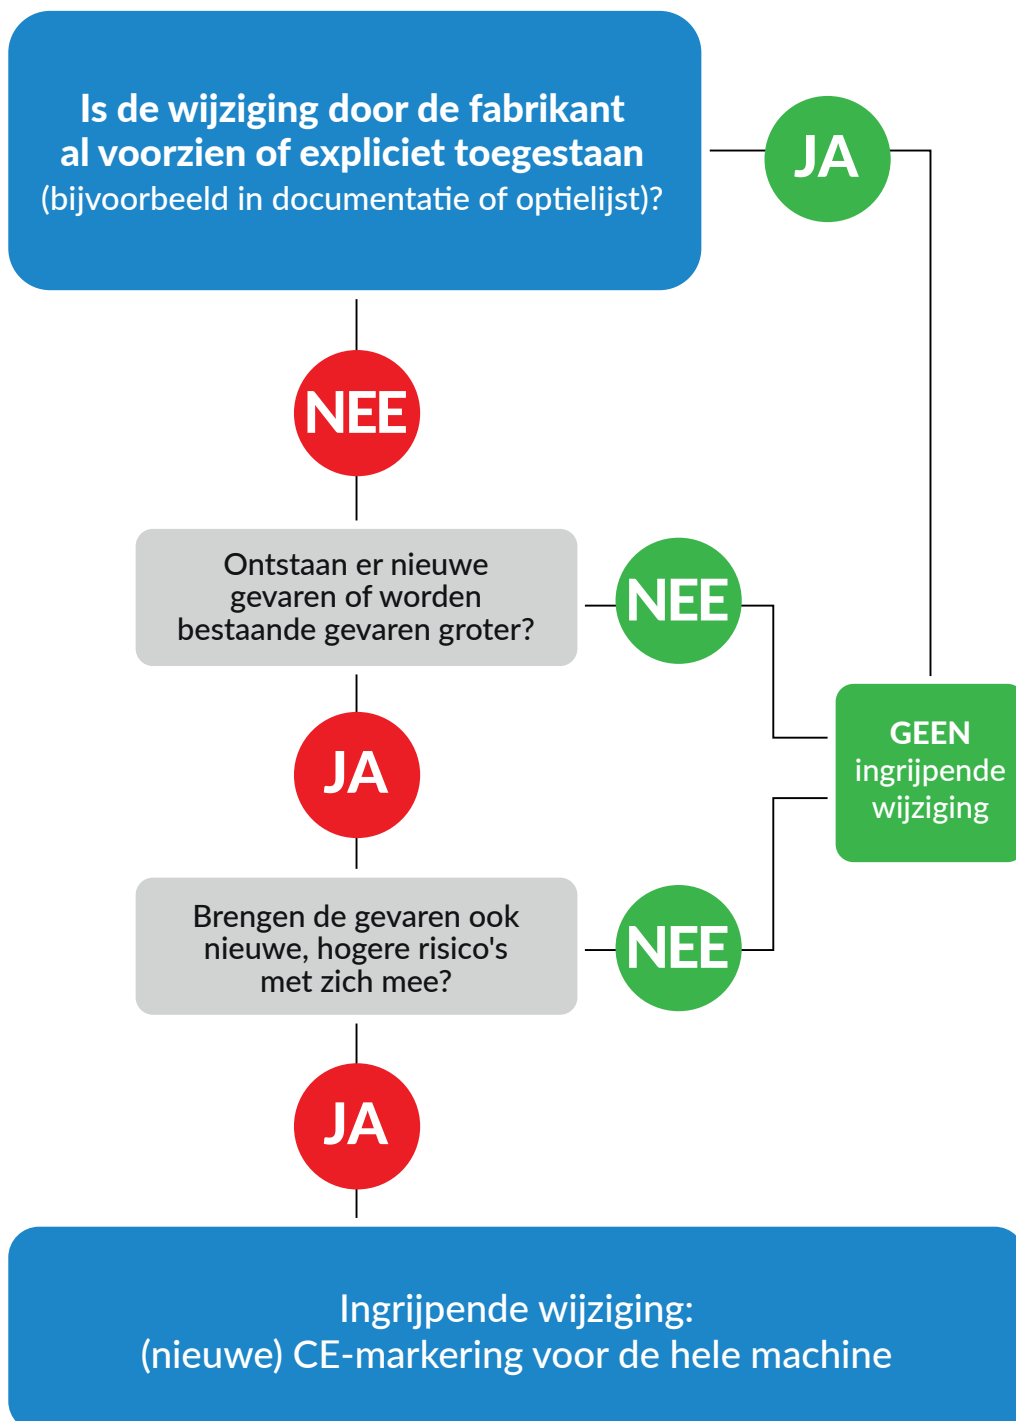 Is de wijziging door de fabrikant
al voorzien of expliciet toegestaan
(bijvoorbeeld in documentatie of optielijst)?
JA
NEE
Ontstaan er nieuwe
gevaren of worden
bestaande gevaren groter?
NEE
JA
GEEN
ingrijpende
wijziging
Brengen de gevaren ook
nieuwe, hogere risico's
met zich mee?
NEE
JA
Ingrijpende wijziging:
(nieuwe) CE-markering voor de hele machine